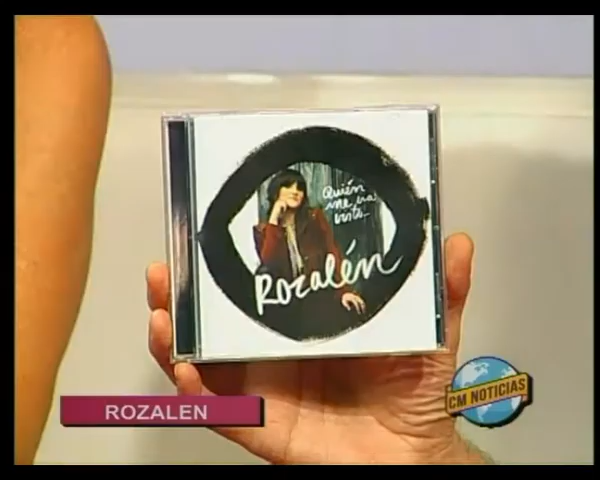 Quién
me ha
visto...
Rozalén
ROZALEN
CM NOTICIAS